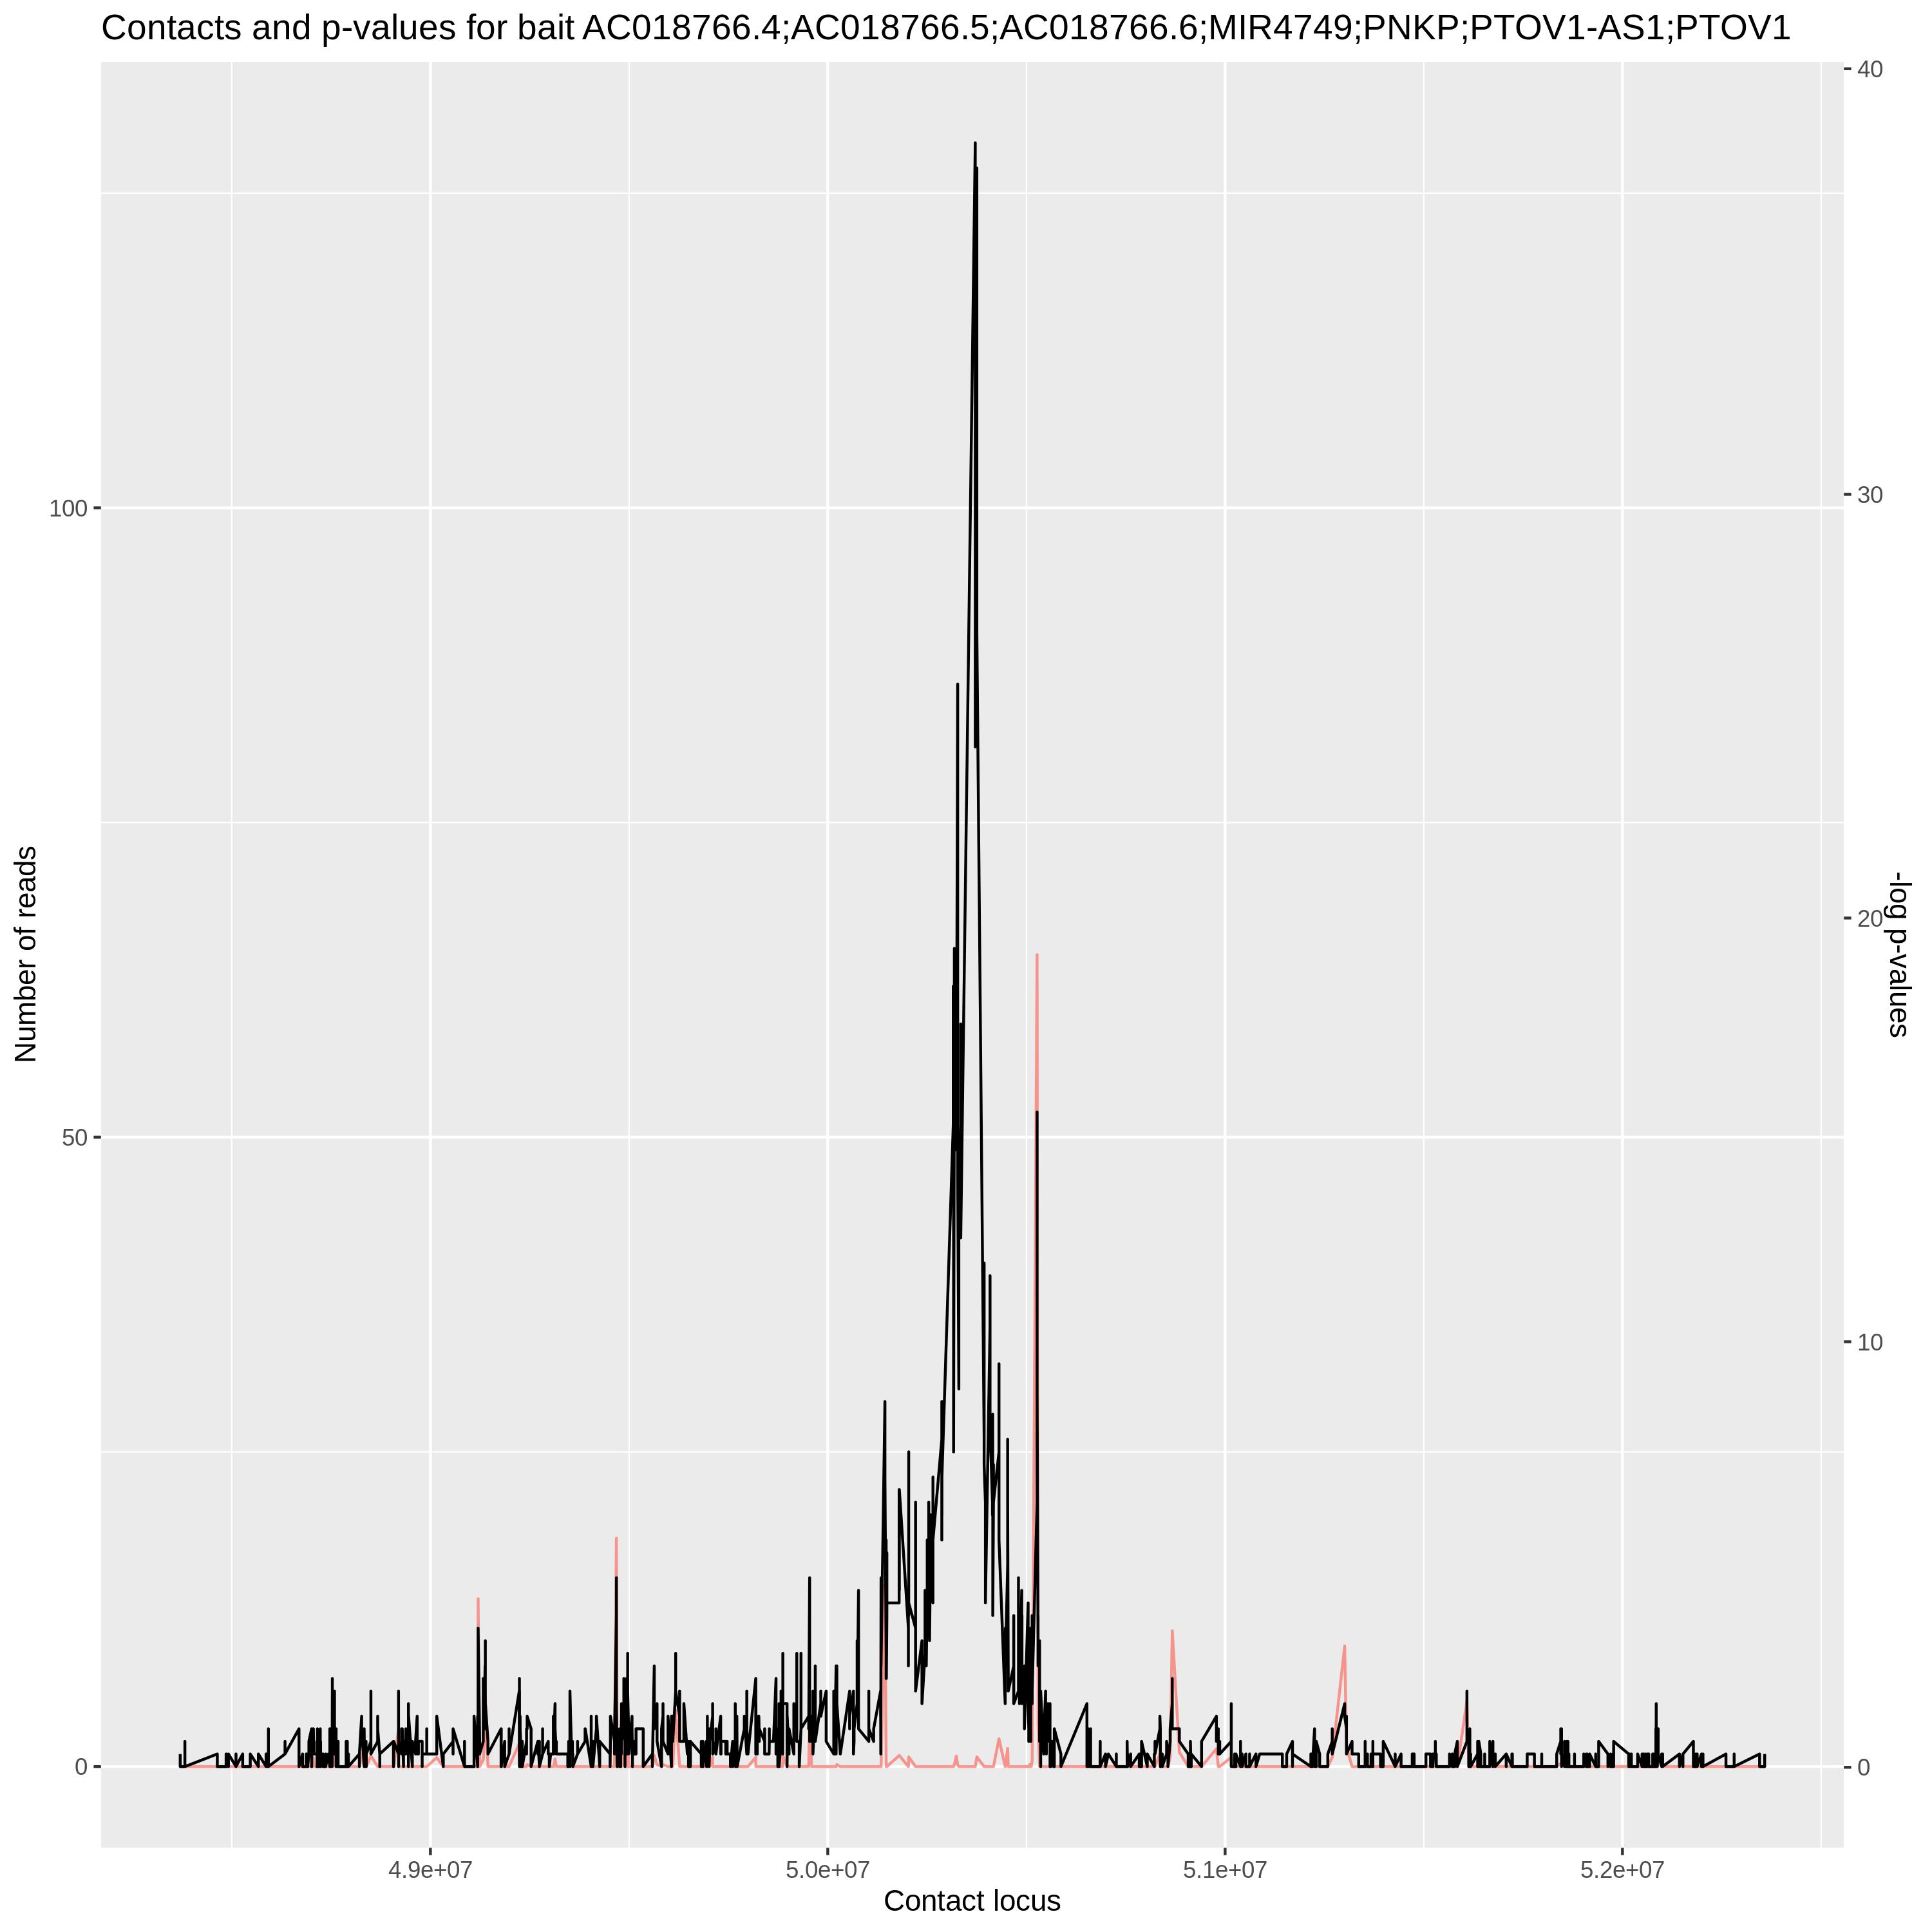 Contacts and p-values for bait AC018766.4;AC018766.5;AC018766.6;MIR4749;PNKP;PTOV1-AS1;PTOV1
40
100
30
Number of reads
20
-log p-values
50
10
0
0
4.9e+07
5.0e+07
5.1e+07
5.2e+07
Contact locus